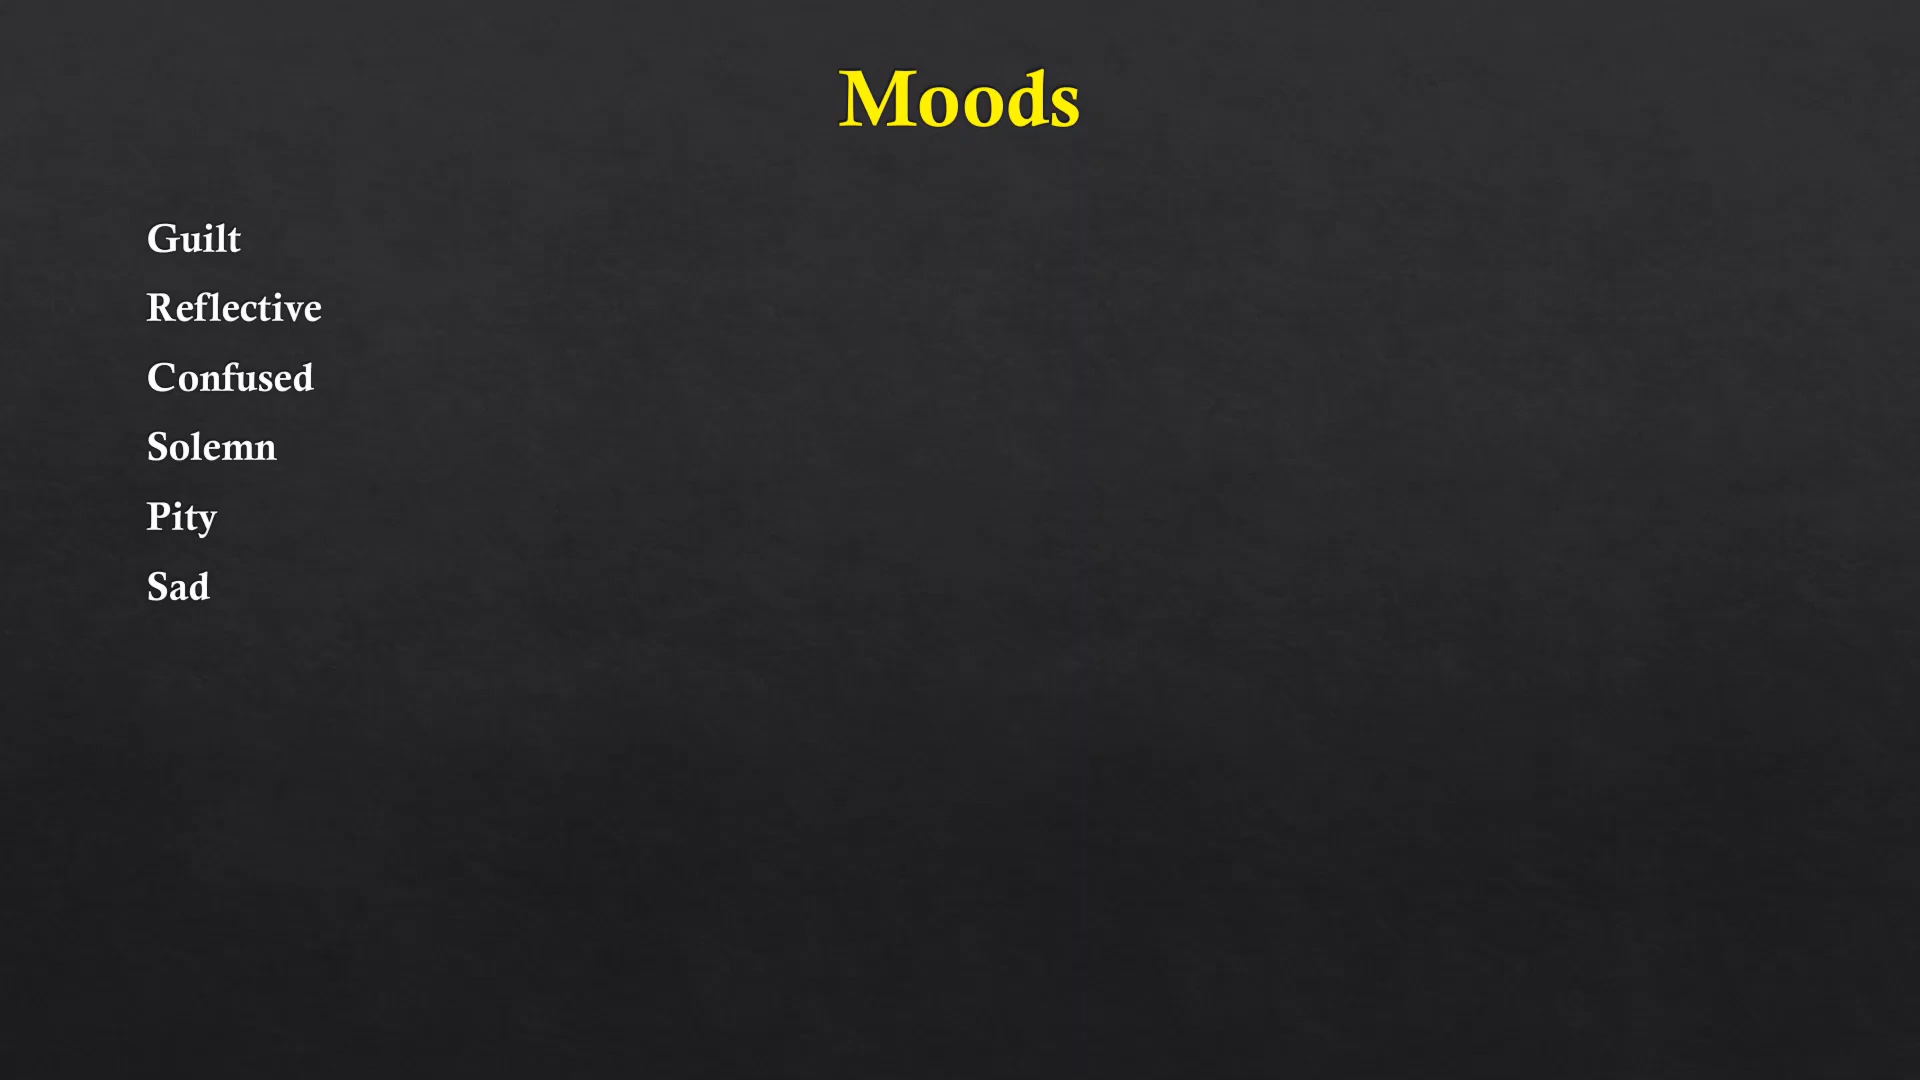 Moods
Guilt
Reflective
Confused
Solemn
Pity
Sad